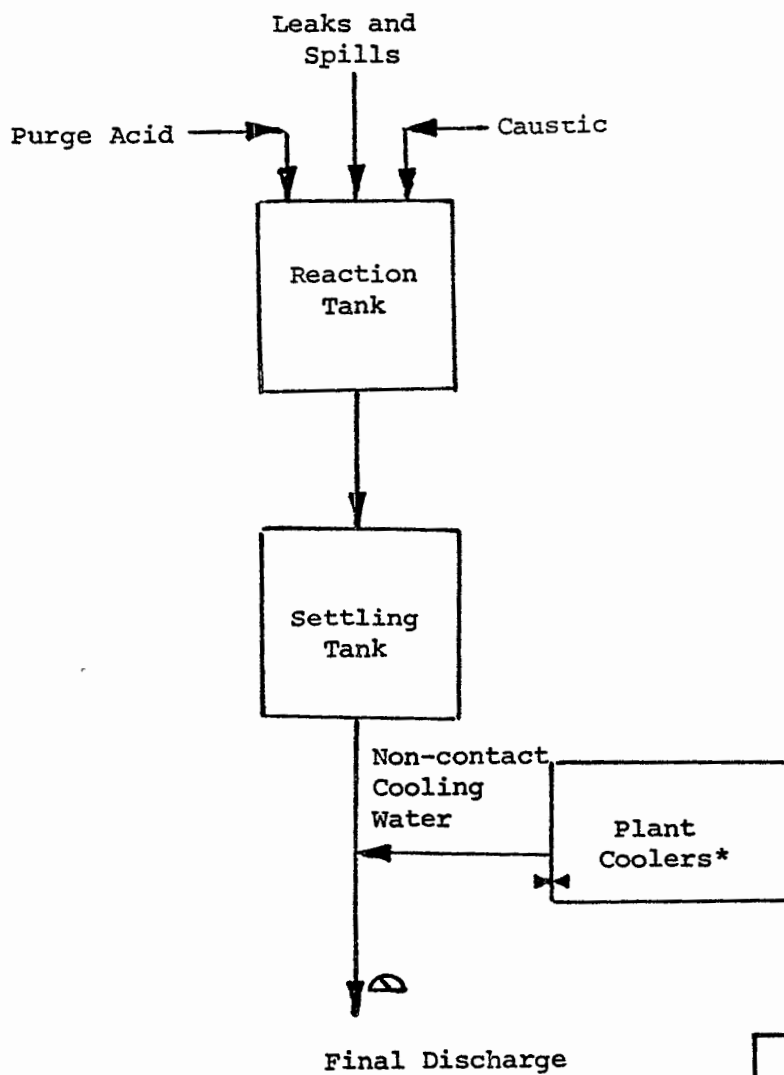 Leaks and
Spills
Purge Acid
Caustic
Reaction
Tank
Settling
Tank
Non-contact
Cooling
Water
Plant
Coolers*
Final Discharge